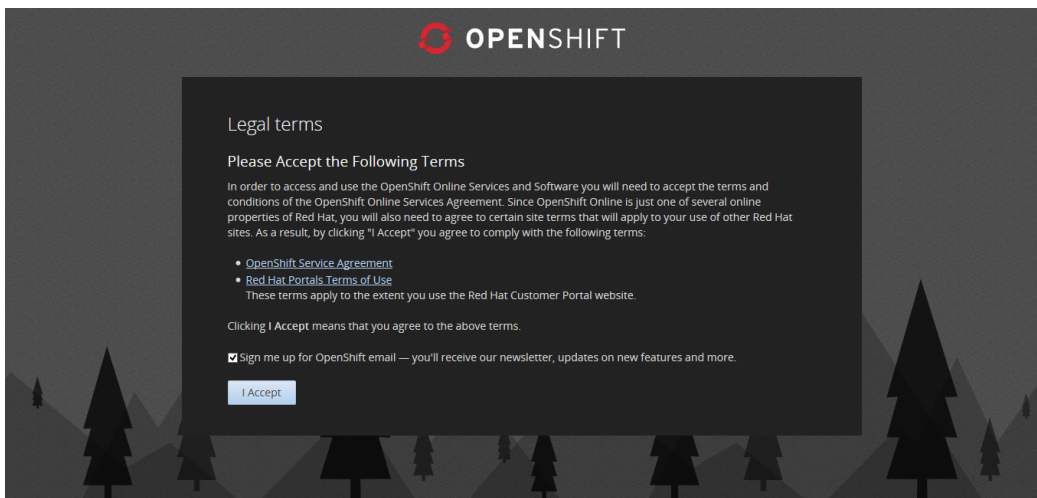 OPENSHIFT
Legal terms
Please Accept the Following Terms
In order to access and use the OpenShift Online Services and Software you will need to accept the terms and
conditions of the OpenShift Online Services Agreement. Since OpenShift Online is just one of several online
properties of Red Hat, you will also need to agree to certain site terms that will apply to your use of other Red Hat
sites. As a result, by clicking "I Accept" you agree to comply with the following terms:
• OpenShift Service Agreement
• Red Hat Portals Terms of Use
These terms apply to the extent you use the Red Hat Customer Portal website.
Clicking I Accept means that you agree to the above terms.
Sign me up for OpenShift email — you'll receive our newsletter, updates on new features and more.
I Accept